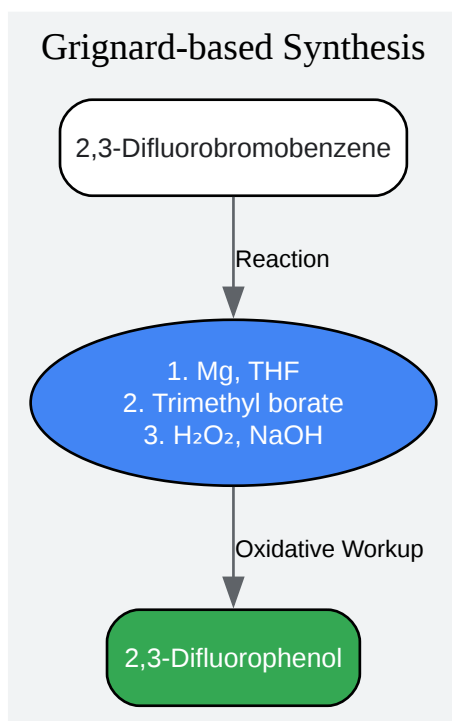 Grignard-based Synthesis
2,3-Difluorobromobenzene
Reaction
1. Mg, THF
2. Trimethyl borate
3. H₂O₂, NaOH
Oxidative Workup
2,3-Difluorophenol